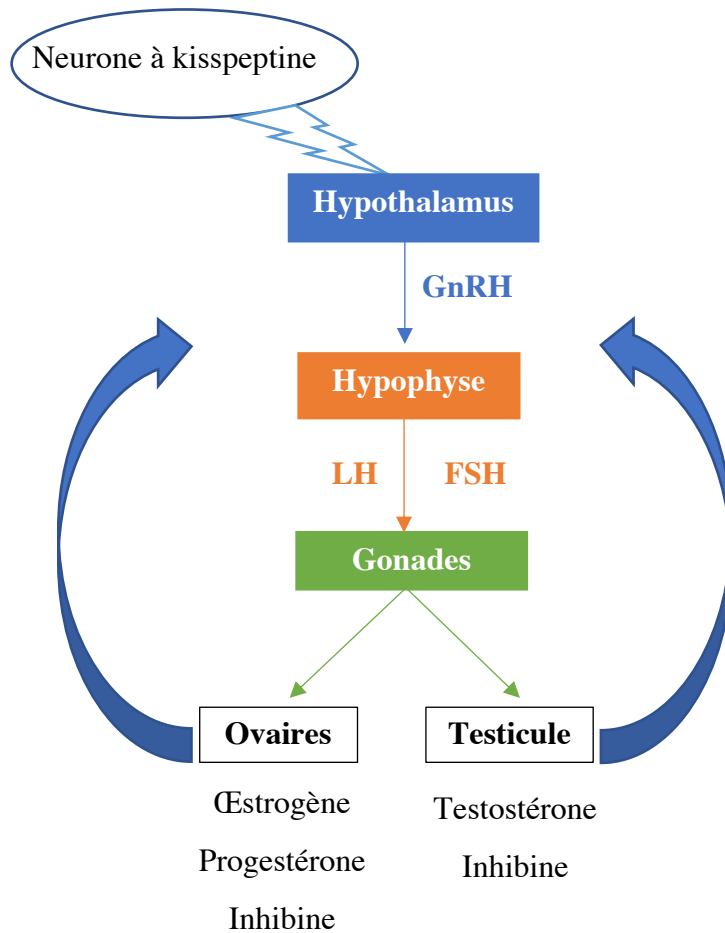 Neurone à kisspeptine
Hypothalamus
GnRH
Hypophyse
LH FSH
Gonades
Ovaires
Œstrogène
Progestérone
Inhibine
Testicule
Testostérone
Inhibine